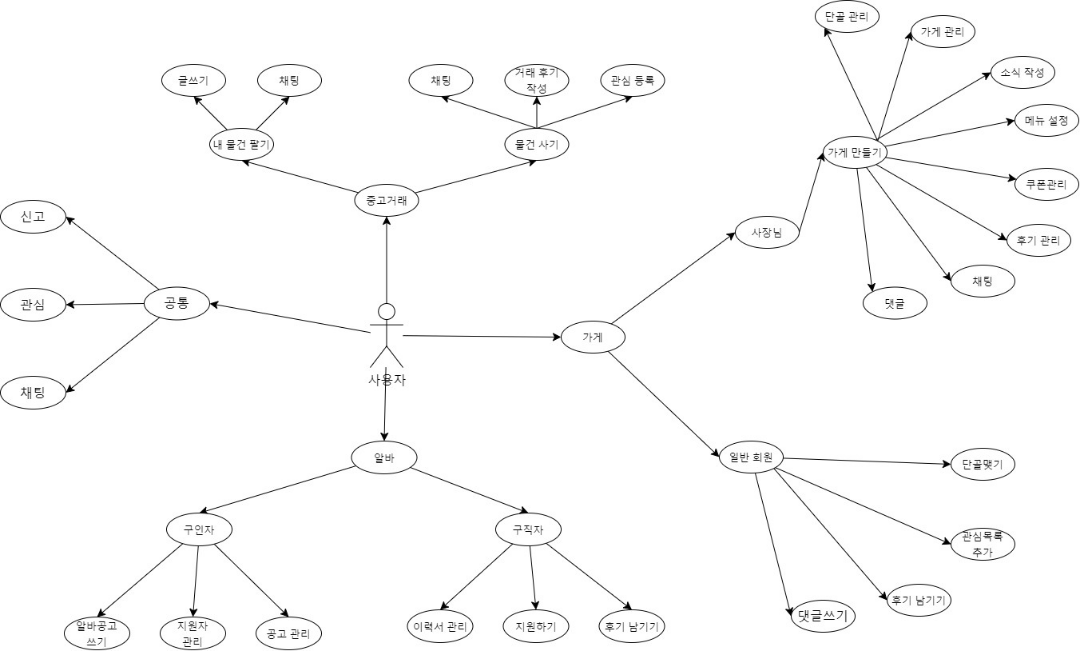 단골 관리
가게 관리
글쓰기
채팅
채팅
거래 후기
작성
관심 등록
소식 작성
메뉴 설정
내 물건 팔기
물건 사기
가게 만들기
쿠폰관리
중고거래
신고
사장님
후기 관리
채팅
댓글
관심
공통
가게
사용자
채팅
알바
일반 회원
단골맺기
구인자
구직자
관심목록
추가
알바공고
쓰기
지원자
관리
공고 관리
이력서 관리
지원하기
후기 남기기
댓글쓰기
후기 남기기